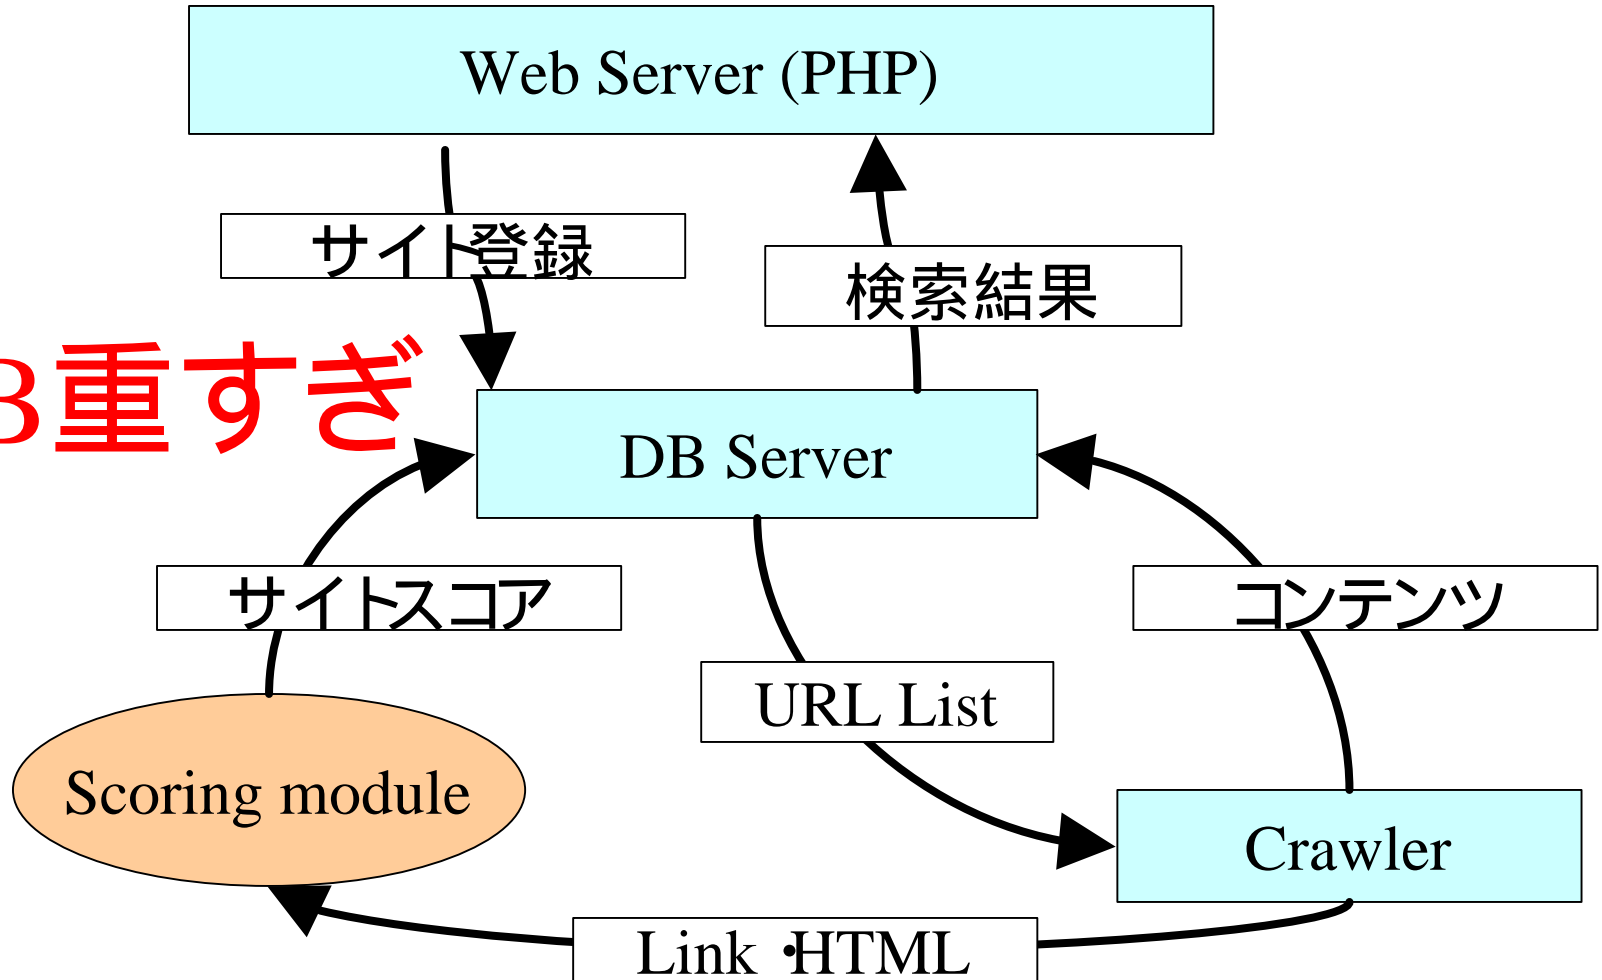 Web Server (PHP)
サイト登録
検索結果
3重すぎ
DB Server
サイトスコア
コンテンツ
URL List
Scoring module
Crawler
Link・HTML